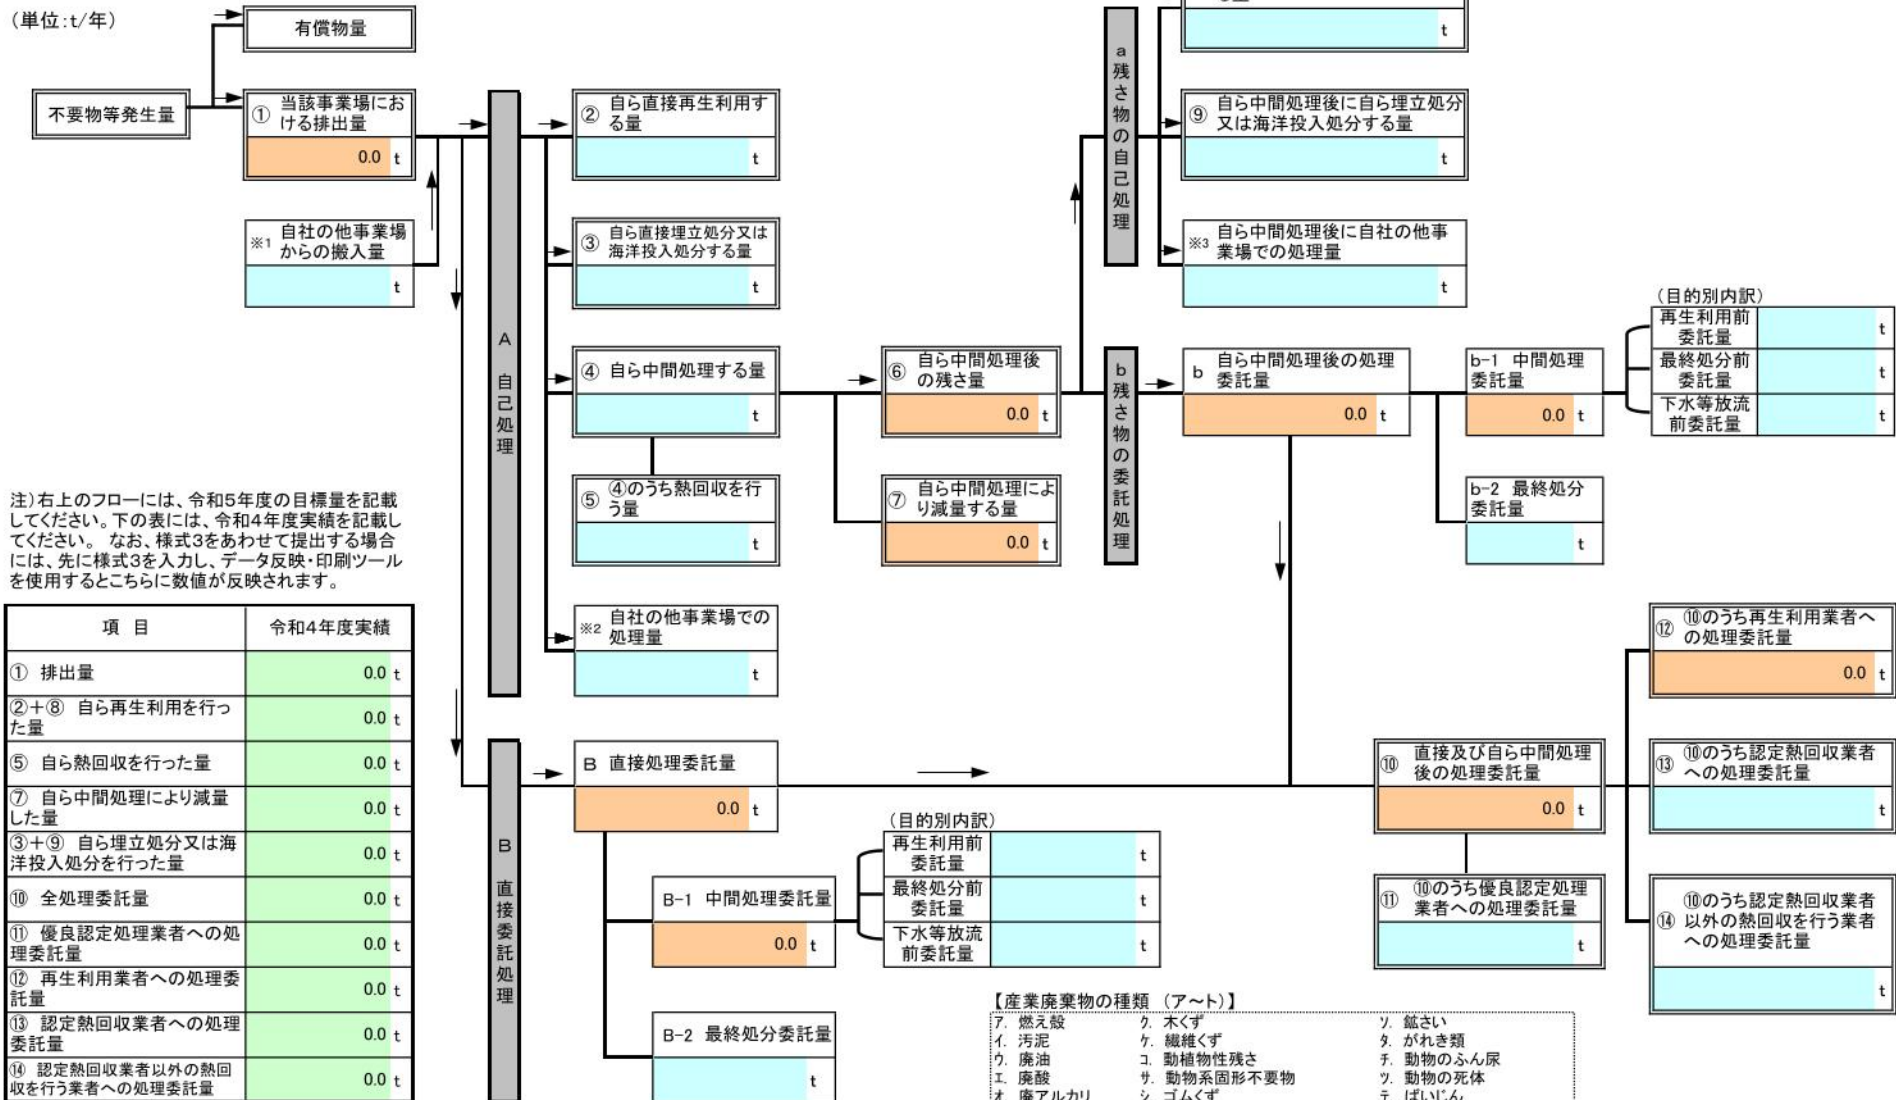 (単位:t/年)
有償物量
不要物等発生量
① 当該事業場にお
ける排出量
0.0 t
※1 自社の他事業場
からの搬入量
t
A 自己処理
② 自ら直接再生利用す
る量
t
③ 自ら直接埋立処分又は
海洋投入処分する量
t
④ 自ら中間処理する量
t
⑤ ④のうち熱回収を行
う量
t
※2 自社の他事業場での
処理量
t
⑥ 自ら中間処理後
の残さ量
0.0 t
⑦ 自ら中間処理によ
り減量する量
0.0 t
a 残さ物の自己処理
t
⑨ 自ら中間処理後に自ら埋立処分
又は海洋投入処分する量
t
※3 自ら中間処理後に自社の他事
業場での処理量
t
b 残さ物の委託処理
b 自ら中間処理後の処理
委託量
0.0 t
b-1 中間処理
委託量
0.0 t
(目的別内訳)
再生利用前
委託量
t
最終処分前
委託量
t
下水等放流
前委託量
t
b-2 最終処分
委託量
t
注)右上のフローには、令和5年度の目標量を記載
してください。下の表には、令和4年度実績を記載し
てください。 なお、様式3をあわせて提出する場合
には、先に様式3を入力し、データ反映・印刷ツール
を使用するとこちらに数値が反映されます。
項 目 令和4年度実績
① 排出量 0.0 t
②+⑧ 自ら再生利用を行っ
た量 0.0 t
⑤ 自ら熱回収を行った量 0.0 t
⑦ 自ら中間処理により減量
した量 0.0 t
③+⑨ 自ら埋立処分又は海
洋投入処分を行った量 0.0 t
⑩ 全処理委託量 0.0 t
⑪ 優良認定処理業者への処
理委託量 0.0 t
⑫ 再生利用業者への処理委
託量 0.0 t
⑬ 認定熱回収業者への処理
委託量 0.0 t
⑭ 認定熱回収業者以外の熱回
収を行う業者への処理委託量 0.0 t
B 直接委託処理
B 直接処理委託量
0.0 t
B-1 中間処理委託量
0.0 t
(目的別内訳)
再生利用前
委託量
t
最終処分前
委託量
t
下水等放流
前委託量
t
B-2 最終処分委託量
t
⑩ 直接及び自ら中間処理
後の処理委託量
0.0 t
⑪ ⑩のうち優良認定処理
業者への処理委託量
t
⑫ ⑩のうち再生利用業者へ
の処理委託量
0.0 t
⑬ ⑩のうち認定熱回収業者
への処理委託量
t
⑭ ⑩のうち認定熱回収業者
以外の熱回収を行う業者
への処理委託量
t
【産業廃棄物の種類 (ア~ト)】
ア. 燃え殻 ク. 木くず ソ. 鉱さい
イ. 汚泥 ケ. 繊維くず タ. がれき類
ウ. 廃油 コ. 動植物性残さ チ. 動物のふん尿
エ. 廃酸 サ. 動物系固形不要物 ツ. 動物の死体
オ. 廃アルカリ シ. ゴムくず テ. ばいじん